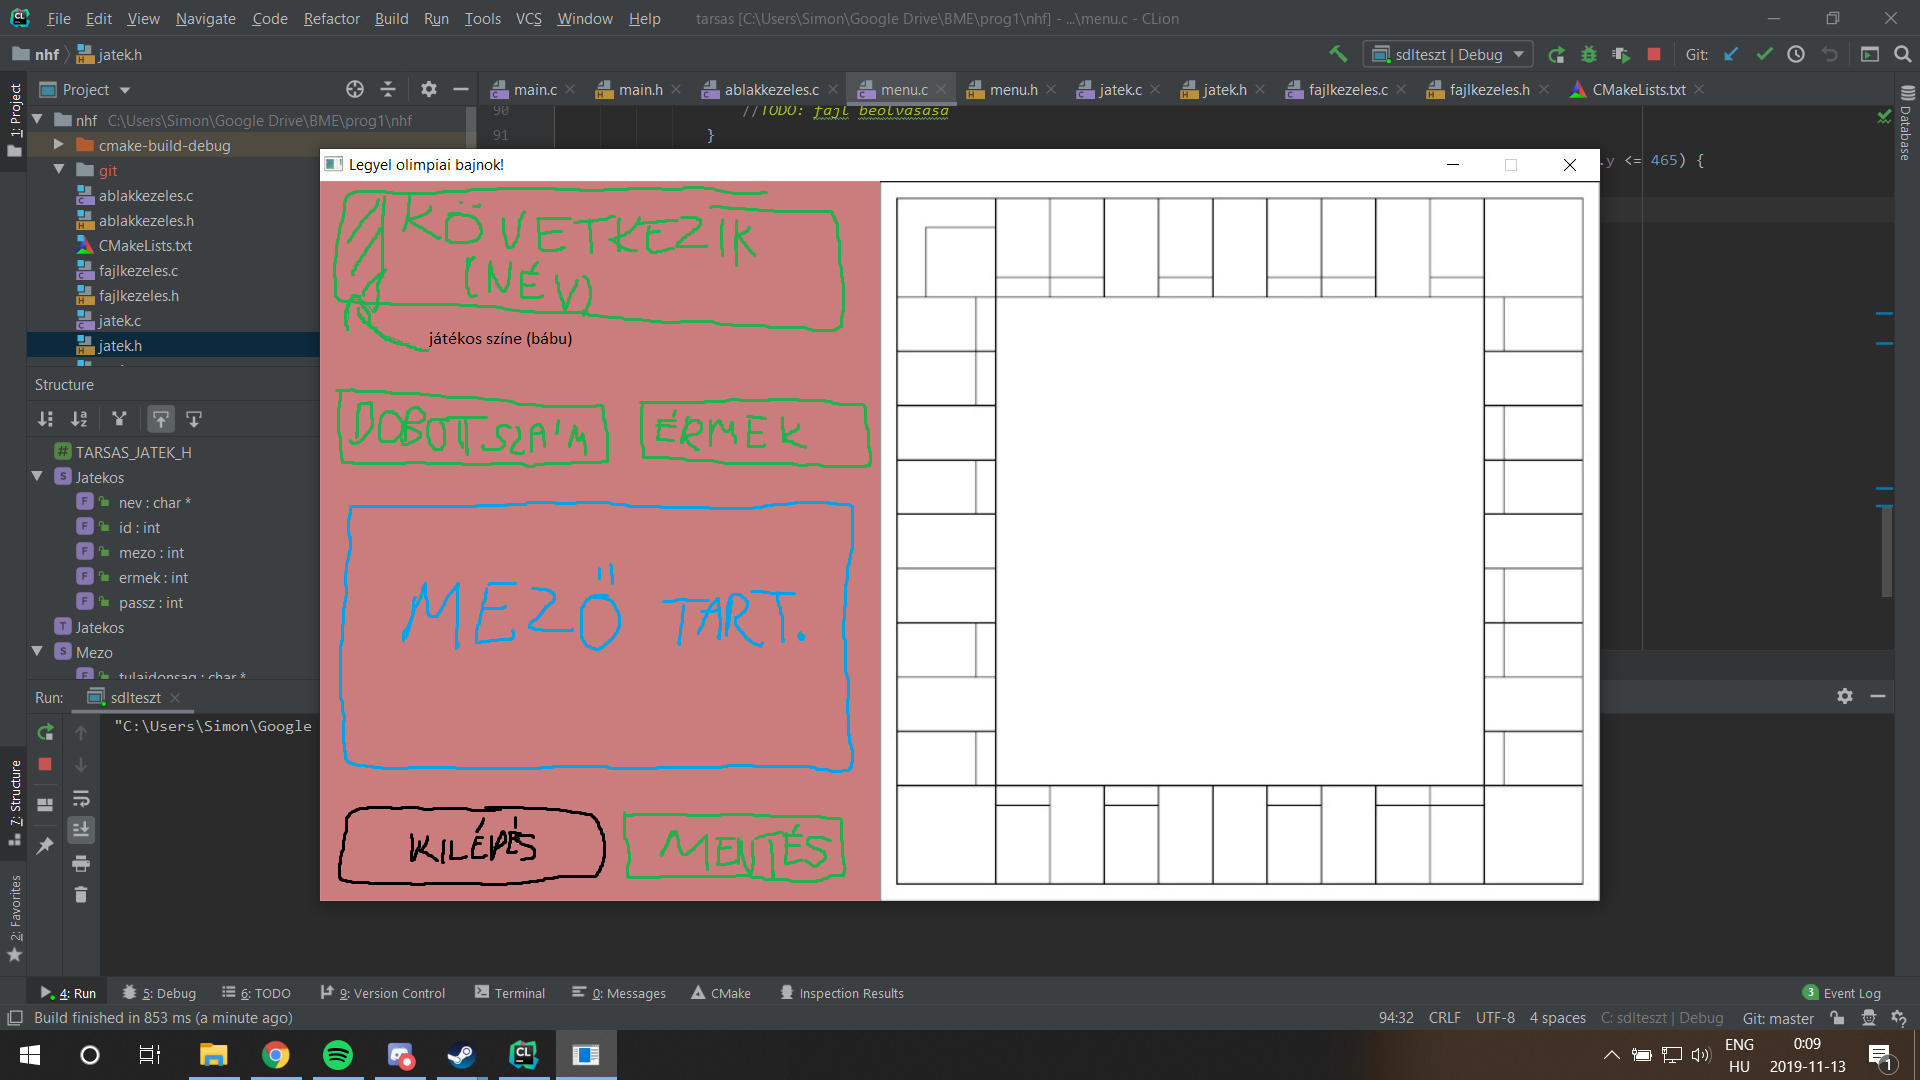 File Edit View Navigate Code Refactor Build Run Tools VCS Window Help tarsas [C:\Users\Simon\Google Drive\BME\prog1\nhf] - ...\menu.c - CLion
nhf jatek.h sdlteszt | Debug Git:
Project main.c main.h ablakkezeles.c menu.c menu.h jatek.c jatek.h fajlkezeles.c fajlkezeles.h CMakeLists.txt
1: Project
Database
nhf C:\Users\Simon\Google Drive\BME\prog1\nhf
cmake-build-debug
git
ablakkezeles.c
ablakkezeles.h
CMakeLists.txt
fajlkezeles.c
fajlkezeles.h
jatek.c
jatek.h
90 //TODO: fajl beolvasasa
91 }
.y <= 465) {
Structure
TARSAS_JATEK_H
Jatekos
nev : char *
id : int
mezo : int
ermek : int
passz : int
Jatekos
Mezo
tulajdonsag : char *
Legyel olimpiai bajnok!
KÖVETKEZIK
(NÉV)
játékos színe (bábu)
DOBOTT SZÁM ÉRMEK
MEZŐ TART.
KILÉPÉS MENTÉS
Run: sdlteszt
"C:\Users\Simon\Google
7: Structure
2: Favorites
4: Run 5: Debug 6: TODO 9: Version Control Terminal 0: Messages CMake Inspection Results 3 Event Log
Build finished in 853 ms (a minute ago) 94:32 CRLF UTF-8 4 spaces C: sdlteszt | Debug Git: master
ENG
HU
0:09
2019-11-13
1